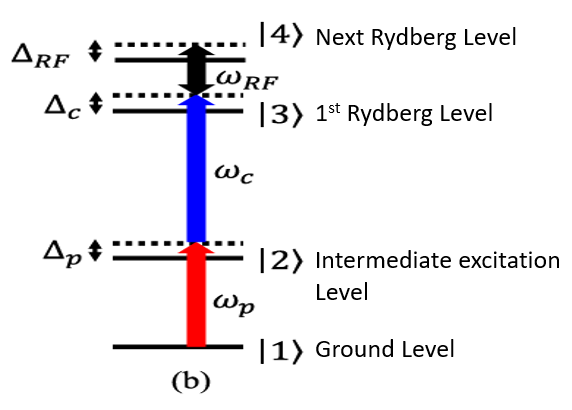 |4⟩ Next Rydberg Level
Δ_RF
ω_RF
Δ_c
|3⟩ 1st Rydberg Level
ω_c
Δ_p
|2⟩ Intermediate excitation
Level
ω_p
|1⟩ Ground Level
(b)